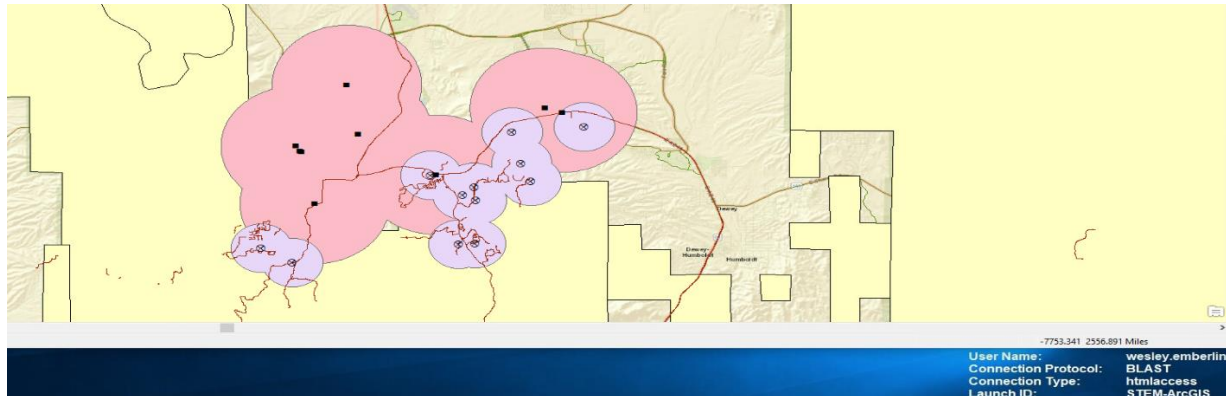 Dewey
Dewey-
Humboldt
Humboldt
-7753.341 2556.891 Miles
User Name: wesley.emberlin
Connection Protocol: BLAST
Connection Type: htmlaccess
Launch ID: STEM-ArcGIS